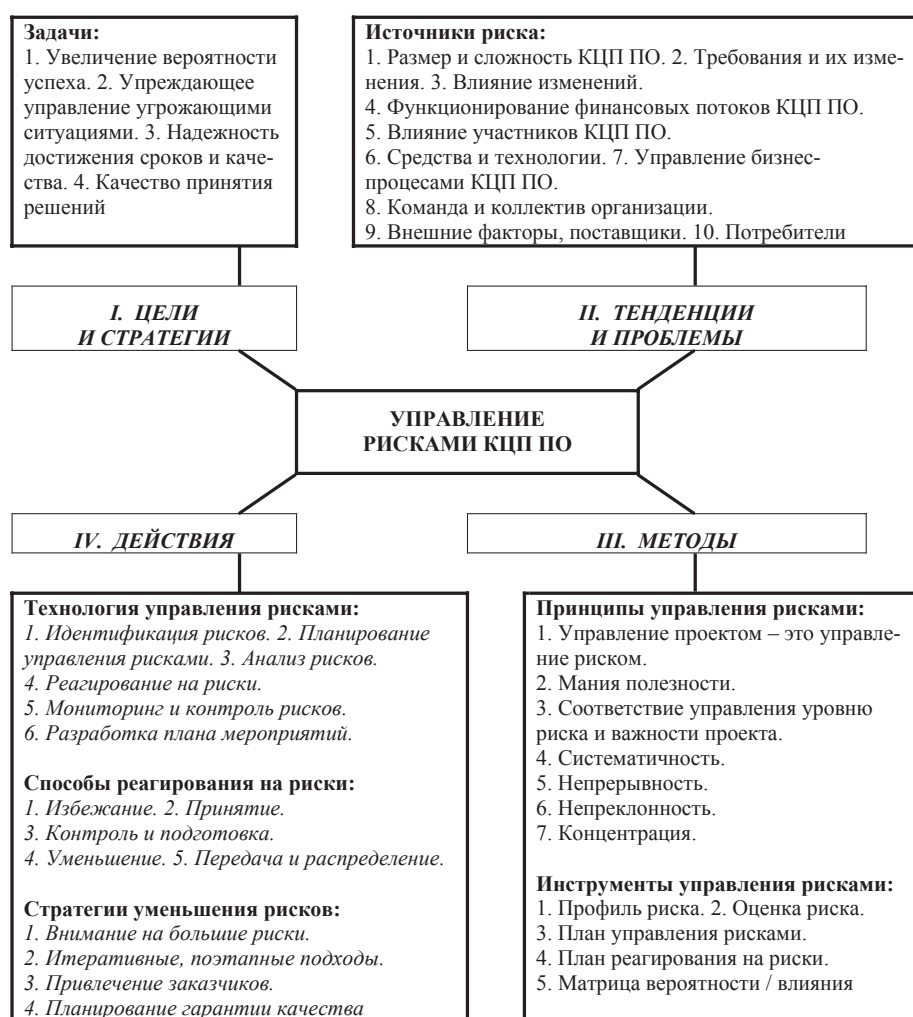 Задачи:
1. Увеличение вероятности
успеха. 2. Упреждающее
управление угрожающими
ситуациями. 3. Надежность
достижения сроков и каче-
ства. 4. Качество принятия
решений
Источники риска:
1. Размер и сложность КЦП ПО. 2. Требования и их изме-
нения. 3. Влияние изменений.
4. Функционирование финансовых потоков КЦП ПО.
5. Влияние участников КЦП ПО.
6. Средства и технологии. 7. Управление бизнес-
процесами КЦП ПО.
8. Команда и коллектив организации.
9. Внешние факторы, поставщики. 10. Потребители
I. ЦЕЛИ
И СТРАТЕГИИ
II. ТЕНДЕНЦИИ
И ПРОБЛЕМЫ
УПРАВЛЕНИЕ
РИСКАМИ КЦП ПО
IV. ДЕЙСТВИЯ
III. МЕТОДЫ
Технология управления рисками:
1. Идентификация рисков. 2. Планирование
управления рисками. 3. Анализ рисков.
4. Реагирование на риски.
5. Мониторинг и контроль рисков.
6. Разработка плана мероприятий.
Способы реагирования на риски:
1. Избежание. 2. Принятие.
3. Контроль и подготовка.
4. Уменьшение. 5. Передача и распределение.
Стратегии уменьшения рисков:
1. Внимание на большие риски.
2. Итеративные, поэтапные подходы.
3. Привлечение заказчиков.
4. Планирование гарантии качества
Принципы управления рисками:
1. Управление проектом – это управле-
ние риском.
2. Мания полезности.
3. Соответствие управления уровню
риска и важности проекта.
4. Систематичность.
5. Непрерывность.
6. Непреклонность.
7. Концентрация.
Инструменты управления рисками:
1. Профиль риска. 2. Оценка риска.
3. План управления рисками.
4. План реагирования на риски.
5. Матрица вероятности / влияния